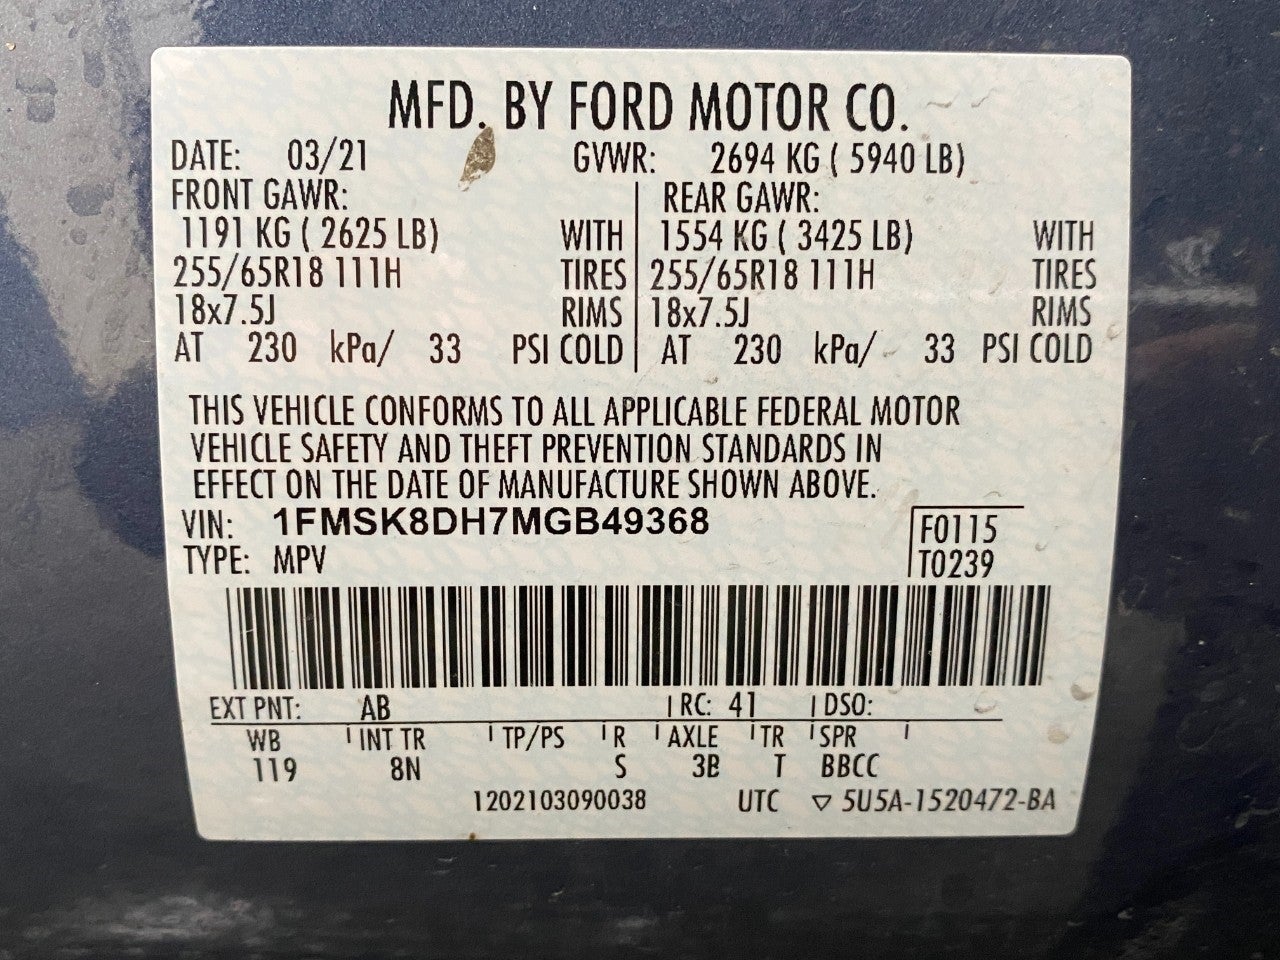 MFD. BY FORD MOTOR CO.
DATE: 03/21 GVWR: 2694 KG ( 5940 LB)
FRONT GAWR: REAR GAWR:
1191 KG ( 2625 LB) WITH 1554 KG ( 3425 LB) WITH
255/65R18 111H TIRES 255/65R18 111H TIRES
18x7.5J RIMS 18x7.5J RIMS
AT 230 kPa/ 33 PSI COLD AT 230 kPa/ 33 PSI COLD
THIS VEHICLE CONFORMS TO ALL APPLICABLE FEDERAL MOTOR
VEHICLE SAFETY AND THEFT PREVENTION STANDARDS IN
EFFECT ON THE DATE OF MANUFACTURE SHOWN ABOVE.
VIN: 1FMSK8DH7MGB49368 F0115
TYPE: MPV T0239
EXT PNT: AB RC: 41 DSO:
WB INT TR TP/PS R AXLE TR SPR
119 8N S 3B T BBCC
1202103090038 UTC ▽ 5U5A-1520472-BA